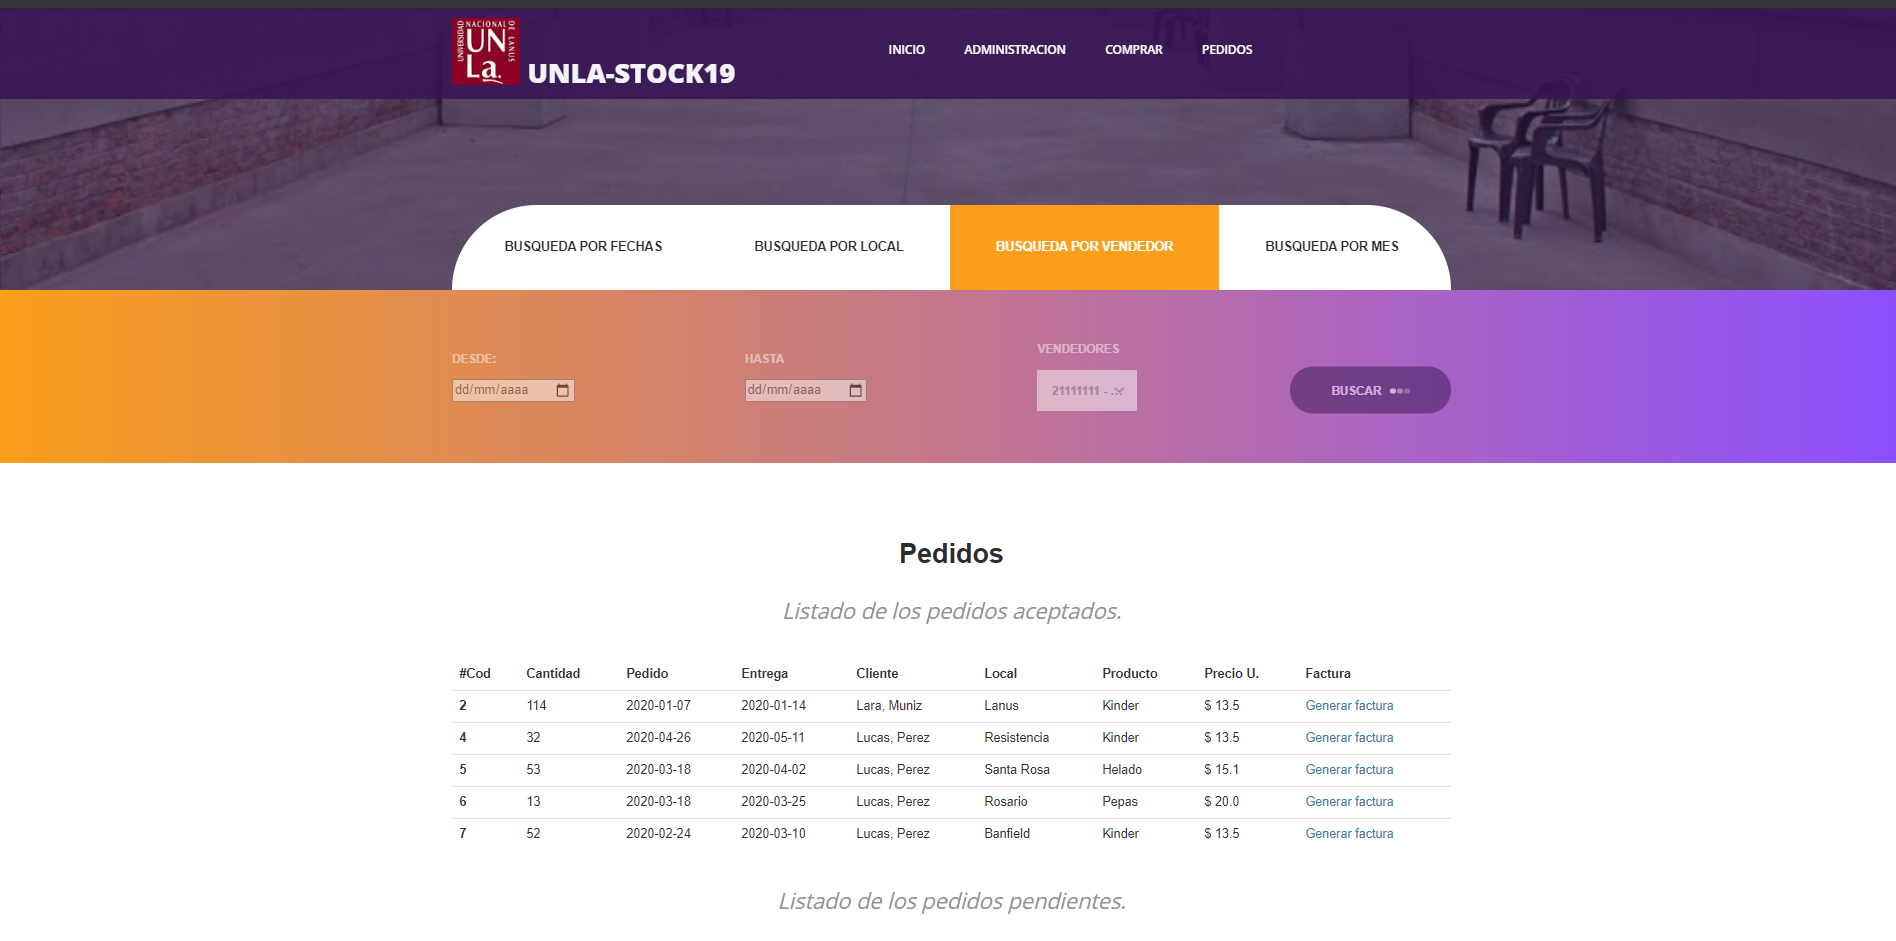 UNIVERSIDAD NACIONAL DE LANUS
UN
La.
UNLA-STOCK19
INICIO ADMINISTRACION COMPRAR PEDIDOS
BUSQUEDA POR FECHAS BUSQUEDA POR LOCAL BUSQUEDA POR VENDEDOR BUSQUEDA POR MES
DESDE: HASTA VENDEDORES
dd/mm/aaaa dd/mm/aaaa 21111111 - ... BUSCAR
Pedidos
Listado de los pedidos aceptados.
#Cod Cantidad Pedido Entrega Cliente Local Producto Precio U. Factura
2 114 2020-01-07 2020-01-14 Lara, Muniz Lanus Kinder $ 13.5 Generar factura
4 32 2020-04-26 2020-05-11 Lucas, Perez Resistencia Kinder $ 13.5 Generar factura
5 53 2020-03-18 2020-04-02 Lucas, Perez Santa Rosa Helado $ 15.1 Generar factura
6 13 2020-03-18 2020-03-25 Lucas, Perez Rosario Pepas $ 20.0 Generar factura
7 52 2020-02-24 2020-03-10 Lucas, Perez Banfield Kinder $ 13.5 Generar factura
Listado de los pedidos pendientes.